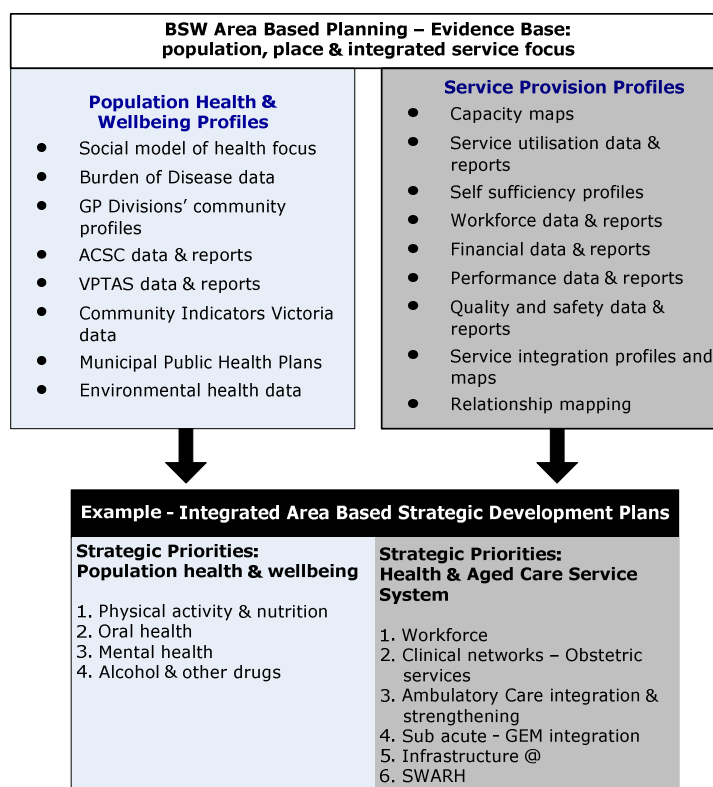 BSW Area Based Planning – Evidence Base:
population, place & integrated service focus
Population Health &
Wellbeing Profiles
● Social model of health focus
● Burden of Disease data
● GP Divisions’ community
profiles
● ACSC data & reports
● VPTAS data & reports
● Community Indicators Victoria
data
● Municipal Public Health Plans
● Environmental health data
Service Provision Profiles
● Capacity maps
● Service utilisation data &
reports
● Self sufficiency profiles
● Workforce data & reports
● Financial data & reports
● Performance data & reports
● Quality and safety data &
reports
● Service integration profiles and
maps
● Relationship mapping
Example - Integrated Area Based Strategic Development Plans
Strategic Priorities:
Population health & wellbeing
1. Physical activity & nutrition
2. Oral health
3. Mental health
4. Alcohol & other drugs
Strategic Priorities:
Health & Aged Care Service
System
1. Workforce
2. Clinical networks – Obstetric
services
3. Ambulatory Care integration &
strengthening
4. Sub acute - GEM integration
5. Infrastructure @
6. SWARH